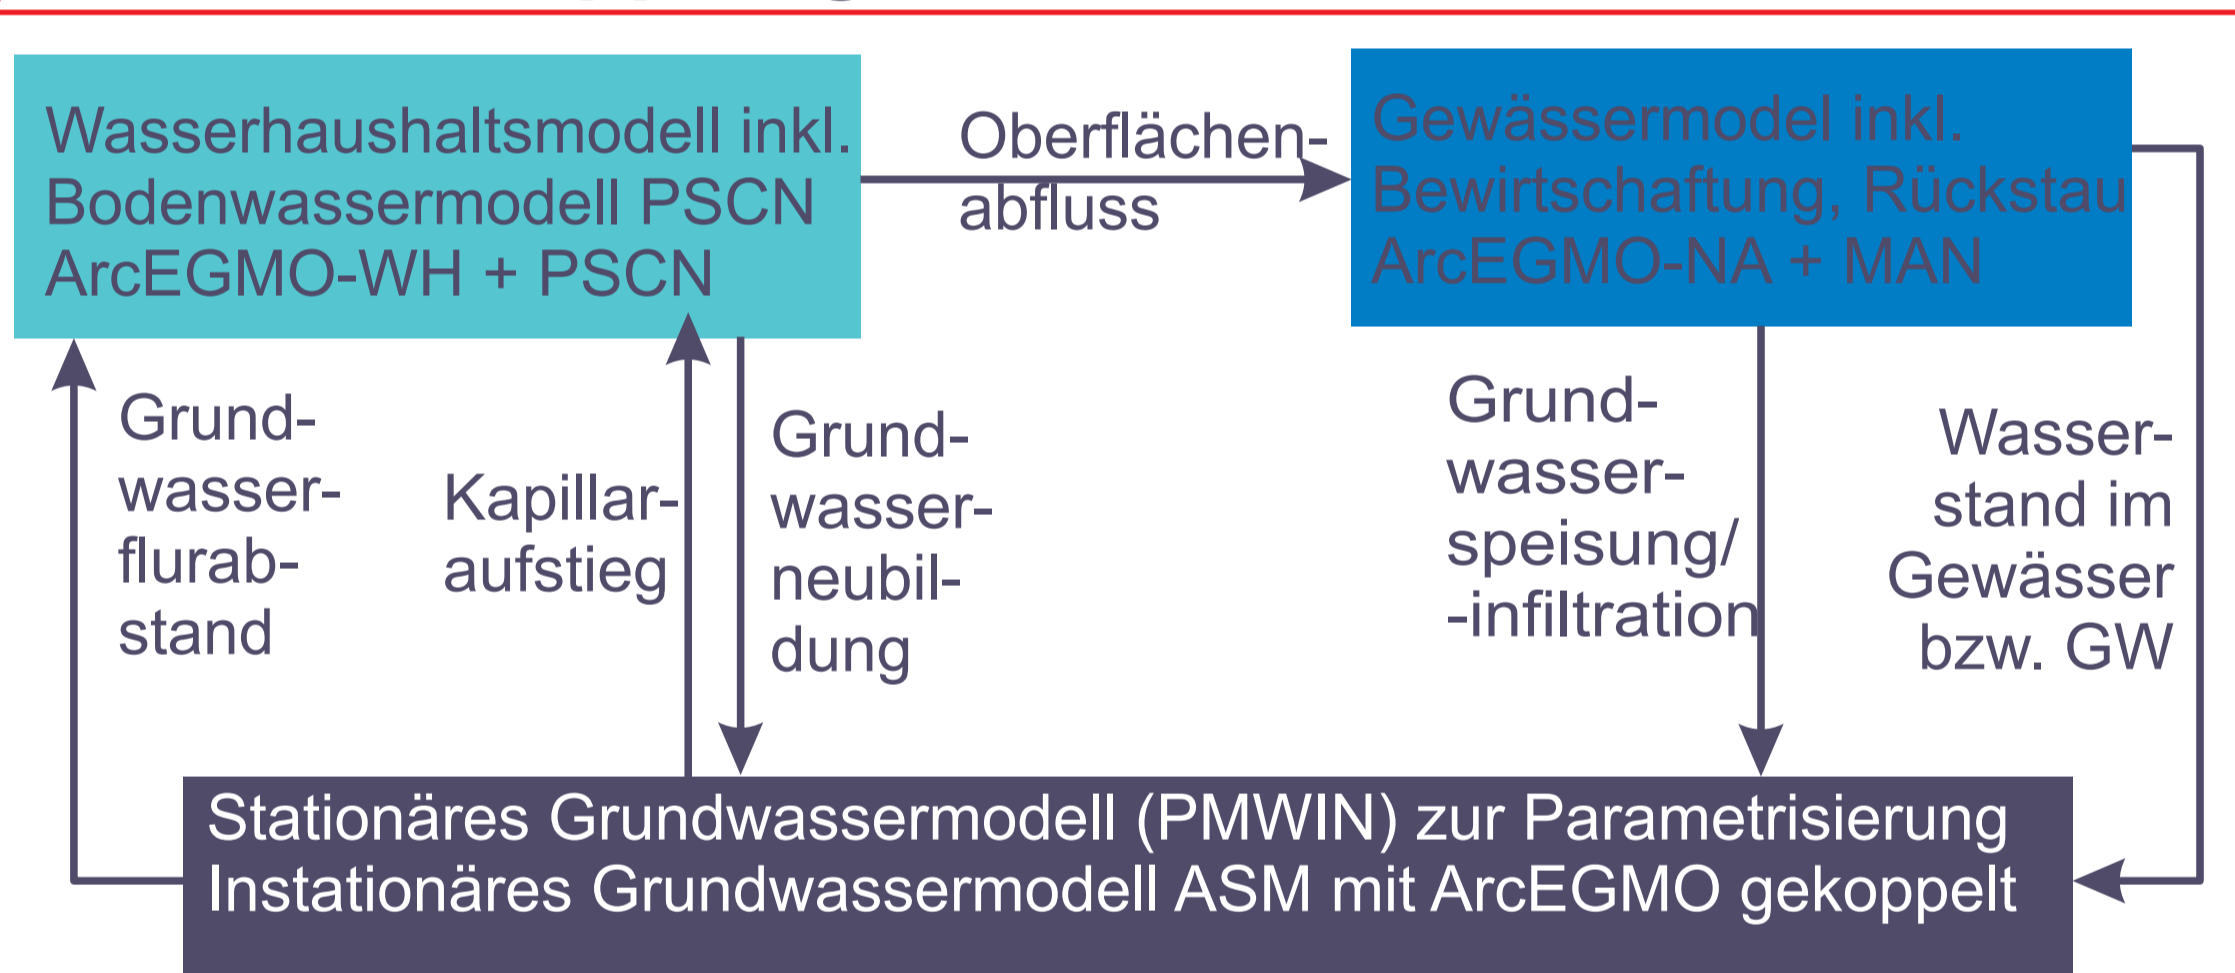 Wasserhaushaltsmodell inkl.
Bodenwassermodell PSCN
ArcEGMO-WH + PSCN
Oberflächen-
abfluss
Gewässermodel inkl.
Bewirtschaftung, Rückstau
ArcEGMO-NA + MAN
Grund-
wasser-
flurab-
stand
Kapillar-
aufstieg
Grund-
wasser-
neubil-
dung
Grund-
wasser-
speisung/
-infiltration
Wasser-
stand im
Gewässer
bzw. GW
Stationäres Grundwassermodell (PMWIN) zur Parametrisierung
Instationäres Grundwassermodell ASM mit ArcEGMO gekoppelt